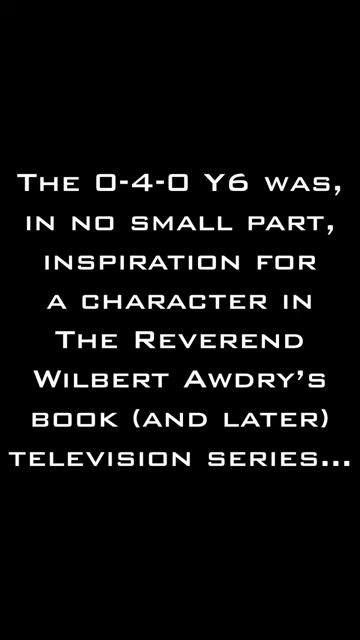 The 0-4-0 Y6 was,
in no small part,
inspiration for
a character in
The Reverend
Wilbert Awdry's
book (and later)
television series...